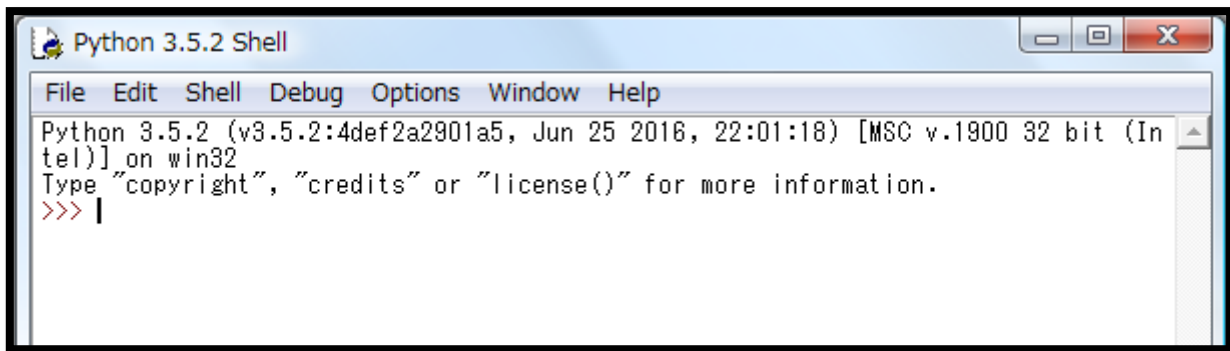 Python 3.5.2 Shell
File Edit Shell Debug Options Window Help
Python 3.5.2 (v3.5.2:4def2a2901a5, Jun 25 2016, 22:01:18) [MSC v.1900 32 bit (In
tel)] on win32
Type "copyright", "credits" or "license()" for more information.
>>>